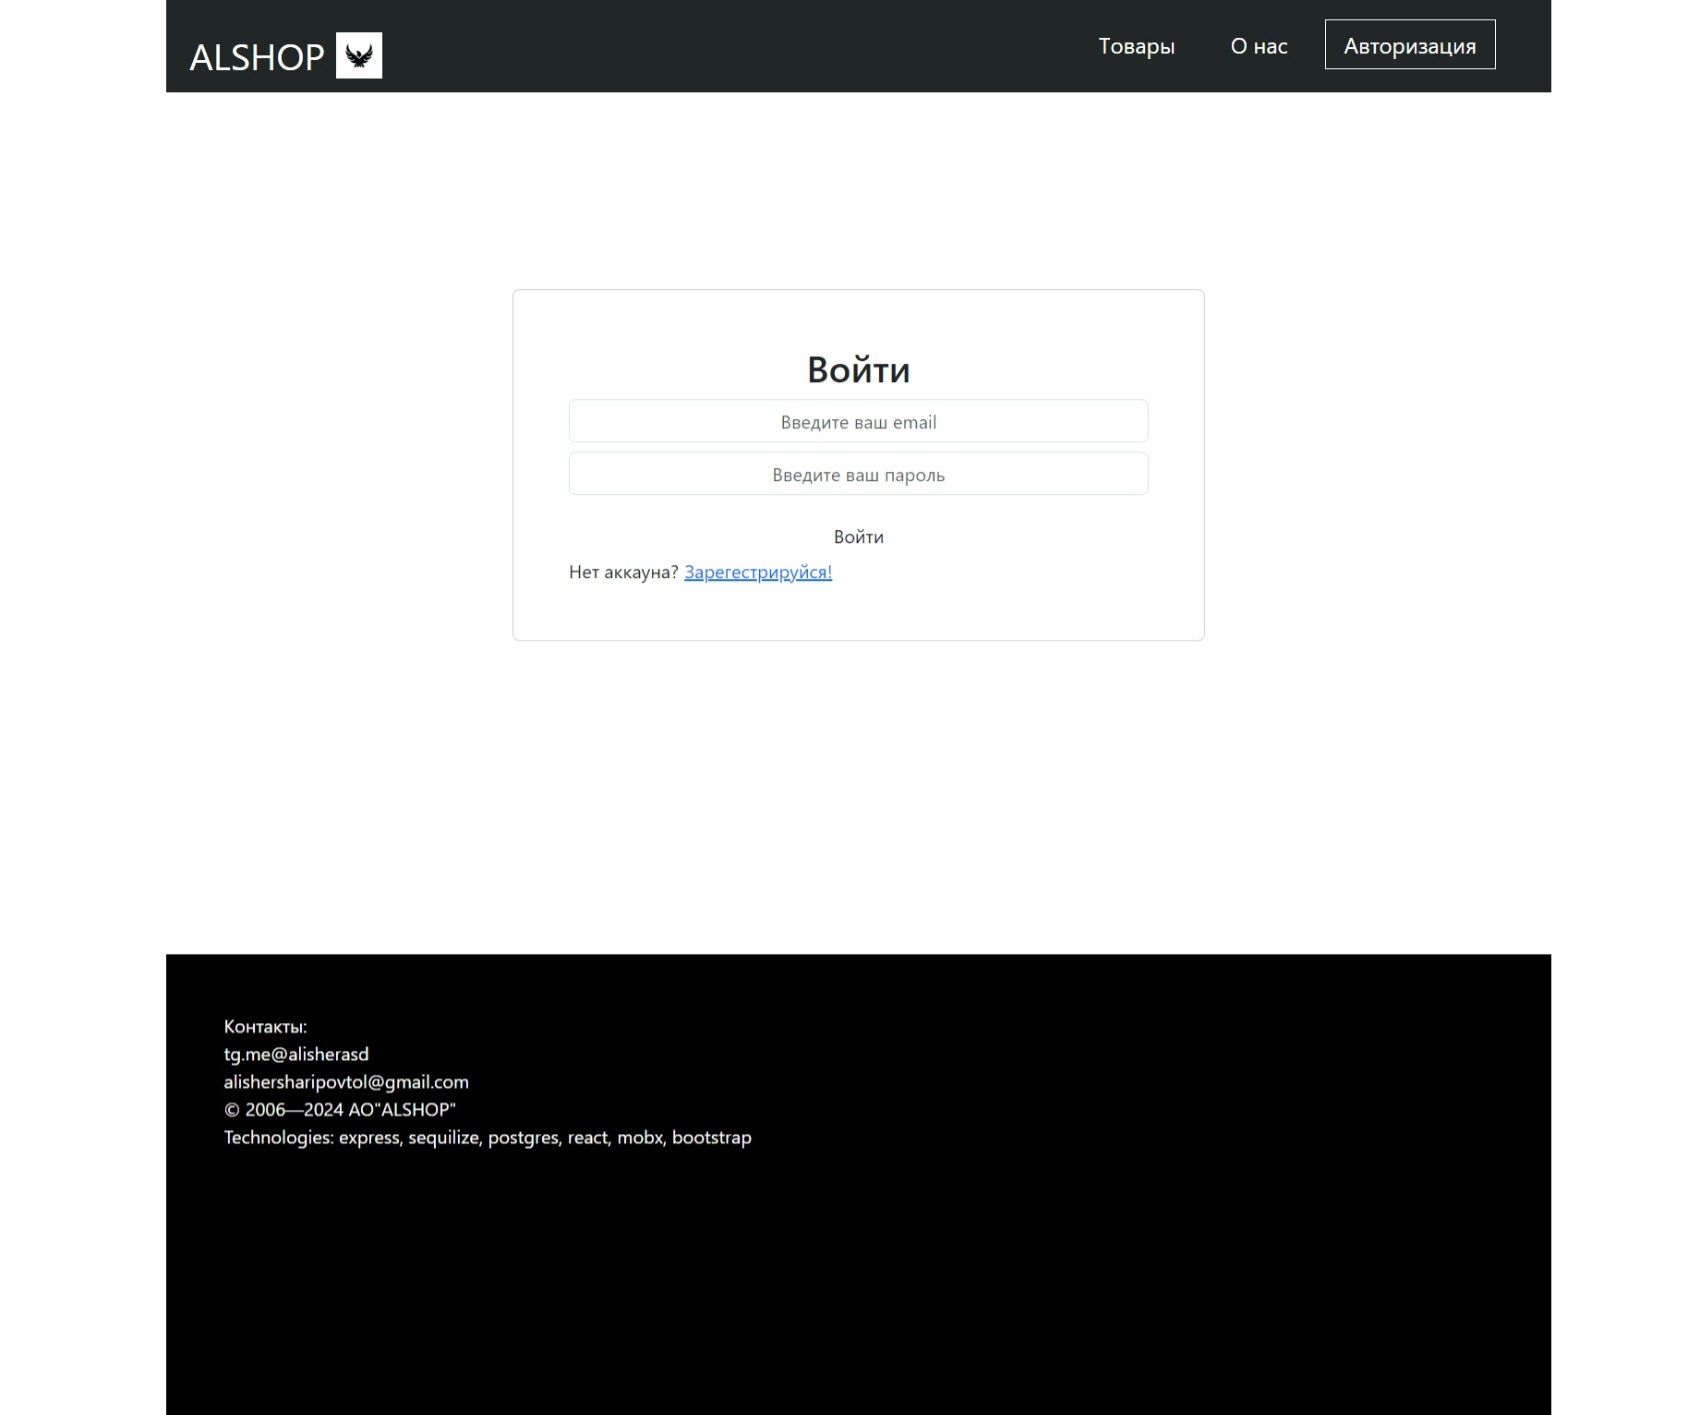 ALSHOP
Товары
О нас
Авторизация
Войти
Введите ваш email
Введите ваш пароль
Войти
Нет аккауна? Зарегестрируйся!
Контакты:
tg.me@alisherasd
alishersharipovtol@gmail.com
© 2006—2024 АО"ALSHOP"
Technologies: express, sequilize, postgres, react, mobx, bootstrap